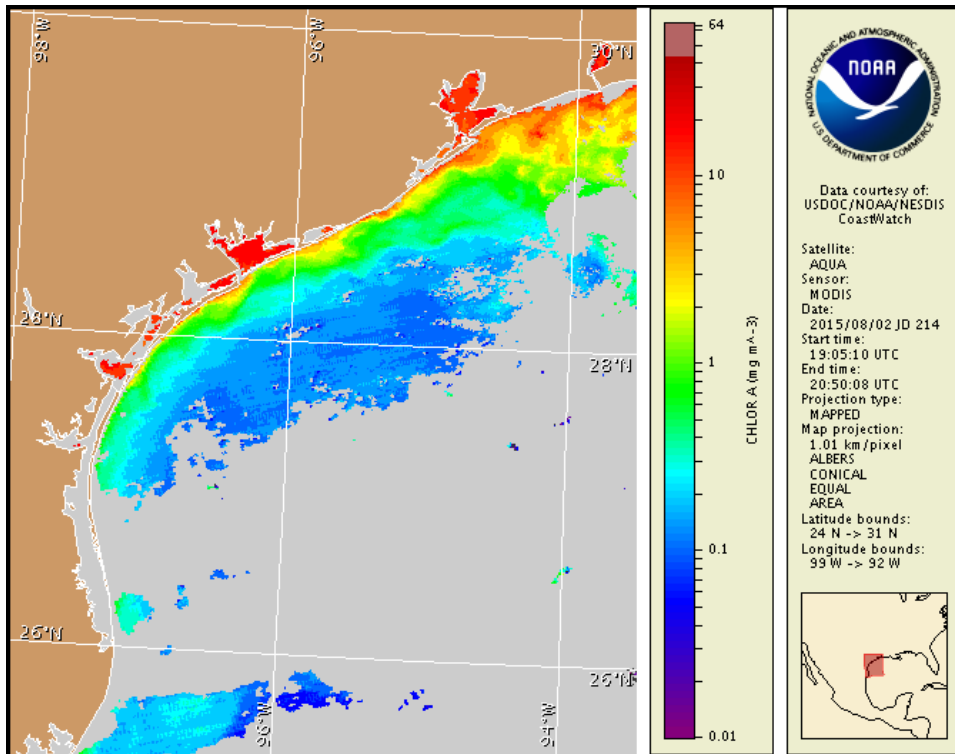 98°W
96°W
30°N
28°N
28°N
26°N
26°N
96°W
94°W
64
10
1
0.1
0.01
CHLOR A (mg m^-3)
NATIONAL OCEANIC AND ATMOSPHERIC ADMINISTRATION
NOAA
U.S. DEPARTMENT OF COMMERCE
Data courtesy of:
USDOC/NOAA/NESDIS
CoastWatch
Satellite:
AQUA
Sensor:
MODIS
Date:
2015/08/02 JD 214
Start time:
19:05:10 UTC
End time:
20:50:08 UTC
Projection type:
MAPPED
Map projection:
1.01 km/pixel
ALBERS
CONICAL
EQUAL
AREA
Latitude bounds:
24 N -> 31 N
Longitude bounds:
99 W -> 92 W